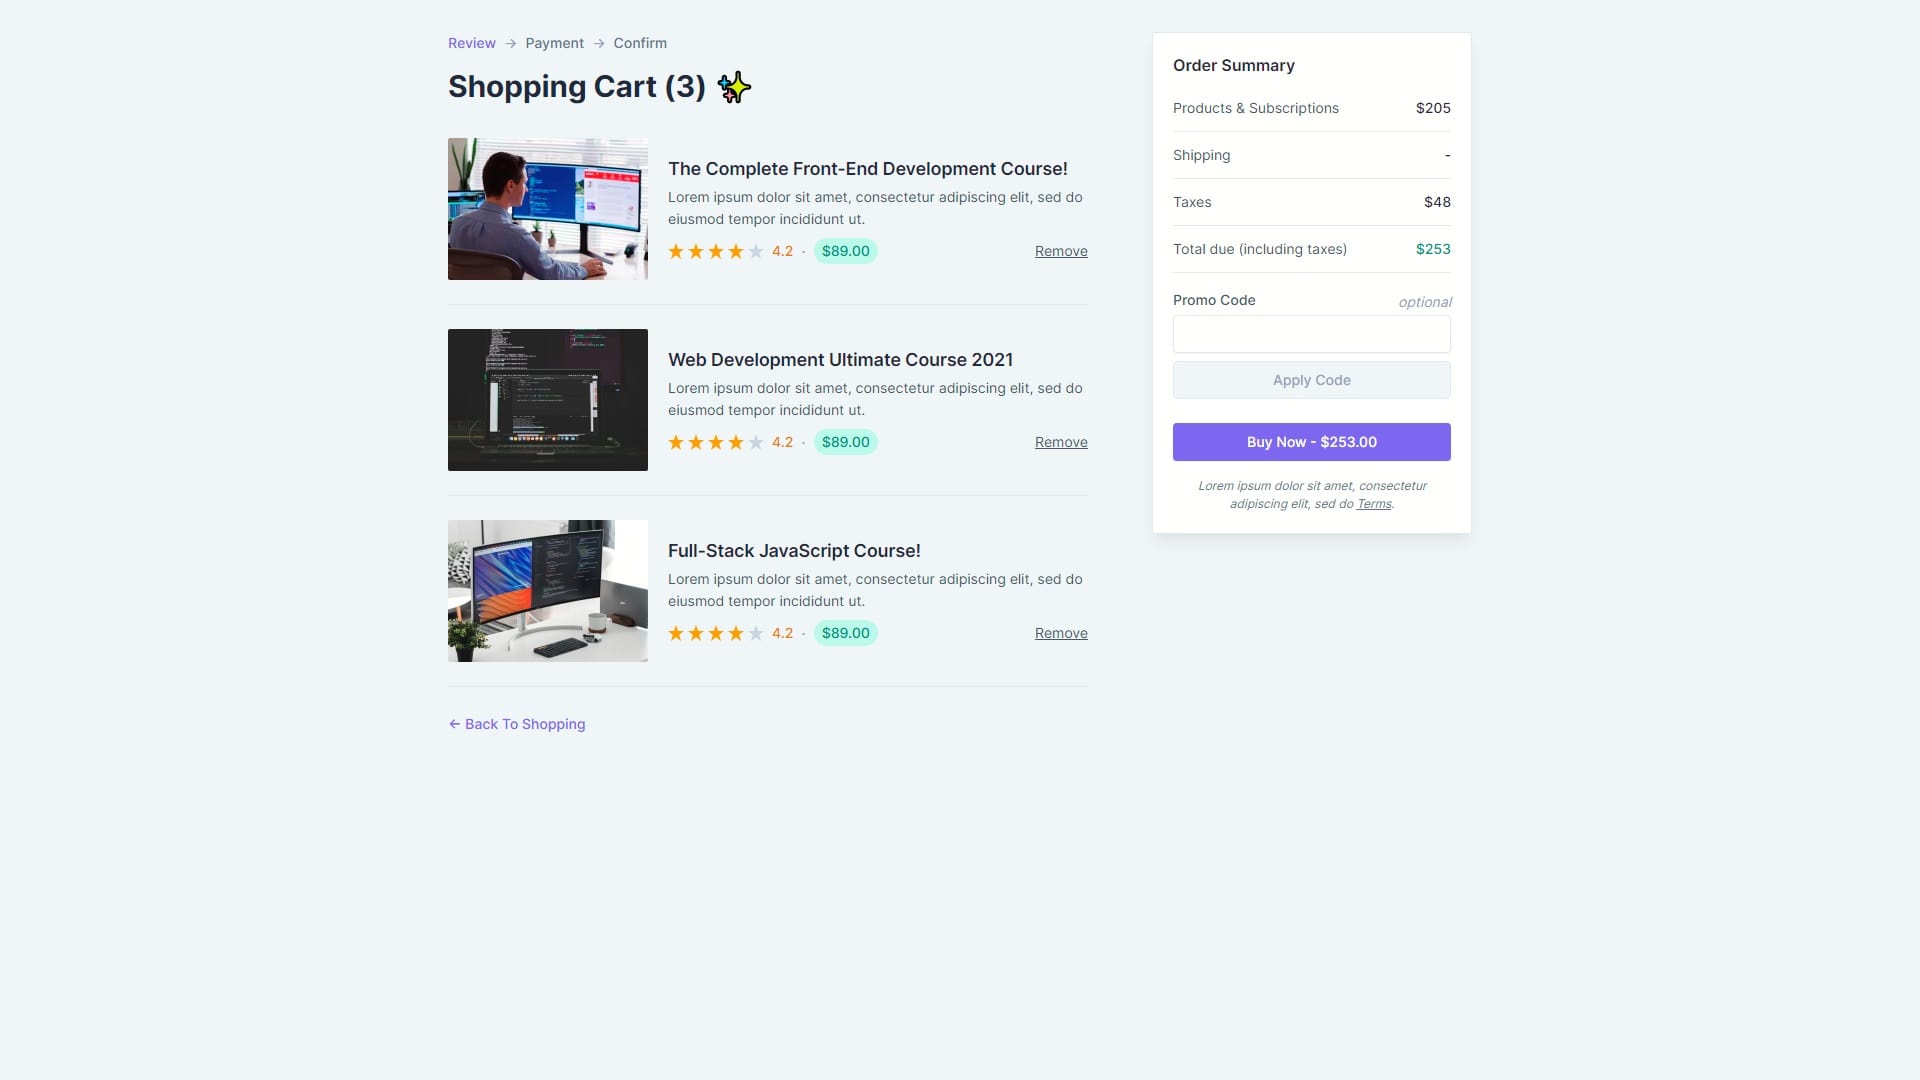 Review -> Payment -> Confirm
Shopping Cart (3) ✨
The Complete Front-End Development Course!
Lorem ipsum dolor sit amet, consectetur adipiscing elit, sed do
eiusmod tempor incididunt ut.
4.2 · $89.00 Remove
Web Development Ultimate Course 2021
Lorem ipsum dolor sit amet, consectetur adipiscing elit, sed do
eiusmod tempor incididunt ut.
4.2 · $89.00 Remove
Full-Stack JavaScript Course!
Lorem ipsum dolor sit amet, consectetur adipiscing elit, sed do
eiusmod tempor incididunt ut.
4.2 · $89.00 Remove
<- Back To Shopping
Order Summary
Products & Subscriptions $205
Shipping -
Taxes $48
Total due (including taxes) $253
Promo Code optional
Apply Code
Buy Now - $253.00
Lorem ipsum dolor sit amet, consectetur
adipiscing elit, sed do Terms.